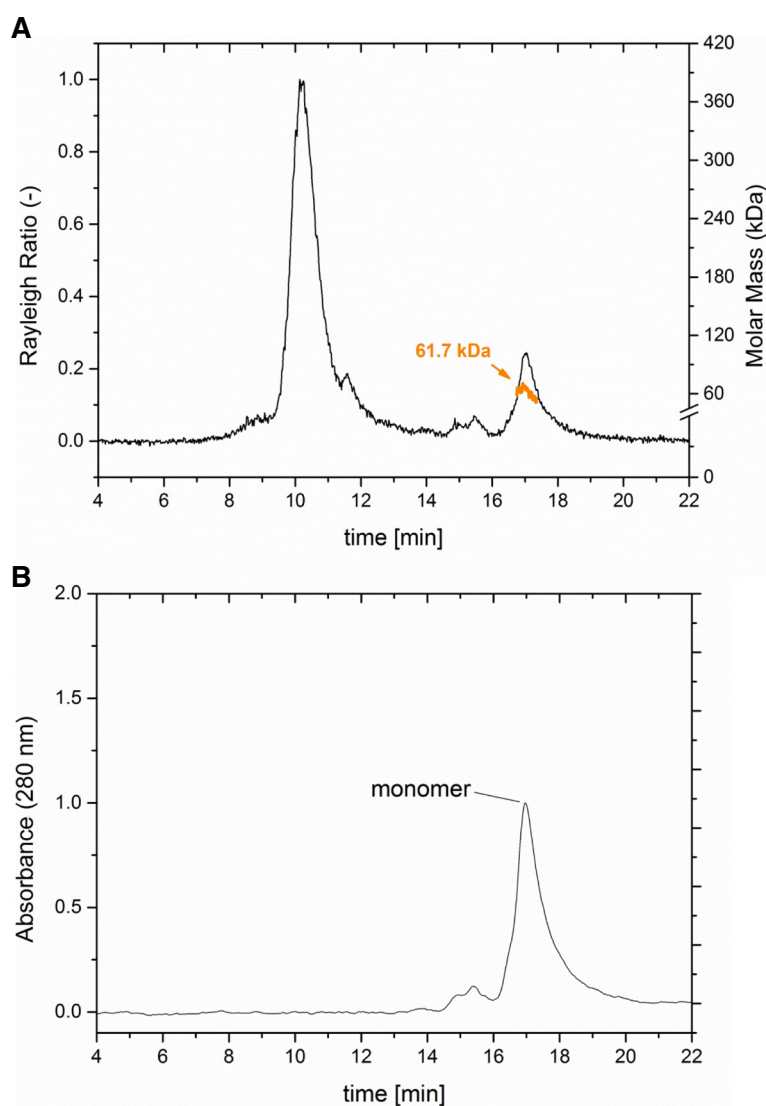 A
Rayleigh Ratio (-)
1.0
0.8
0.6
0.4
0.2
0.0
420
360
300
240
180
120
60
0
Molar Mass (kDa)
61.7 kDa
4 6 8 10 12 14 16 18 20 22
time [min]
B
Absorbance (280 nm)
2.0
1.5
1.0
0.5
0.0
monomer
4 6 8 10 12 14 16 18 20 22
time [min]